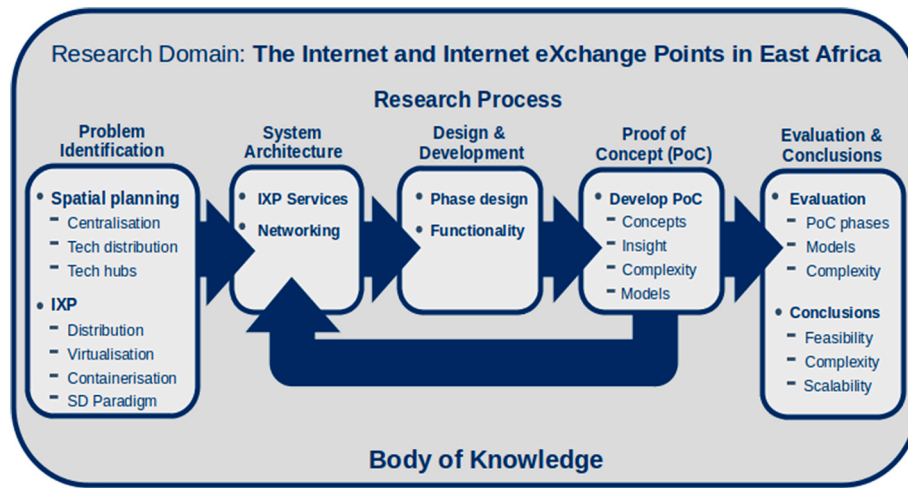 Research Domain: The Internet and Internet eXchange Points in East Africa
Research Process
Problem
Identification
• Spatial planning
– Centralisation
– Tech distribution
– Tech hubs
• IXP
– Distribution
– Virtualisation
– Containerisation
– SD Paradigm
System
Architecture
• IXP Services
• Networking
Design &
Development
• Phase design
• Functionality
Proof of
Concept (PoC)
• Develop PoC
– Concepts
– Insight
– Complexity
– Models
Evaluation &
Conclusions
• Evaluation
– PoC phases
– Models
– Complexity
• Conclusions
– Feasibility
– Complexity
– Scalability
Body of Knowledge